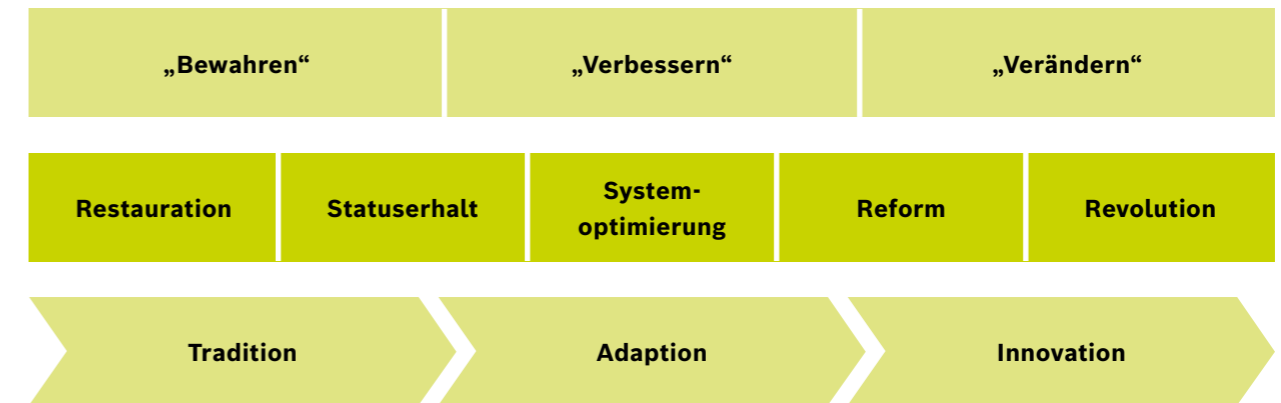 „Bewahren“
„Verbessern“
„Verändern“
Restauration
Statuserhalt
System-
optimierung
Reform
Revolution
Tradition
Adaption
Innovation